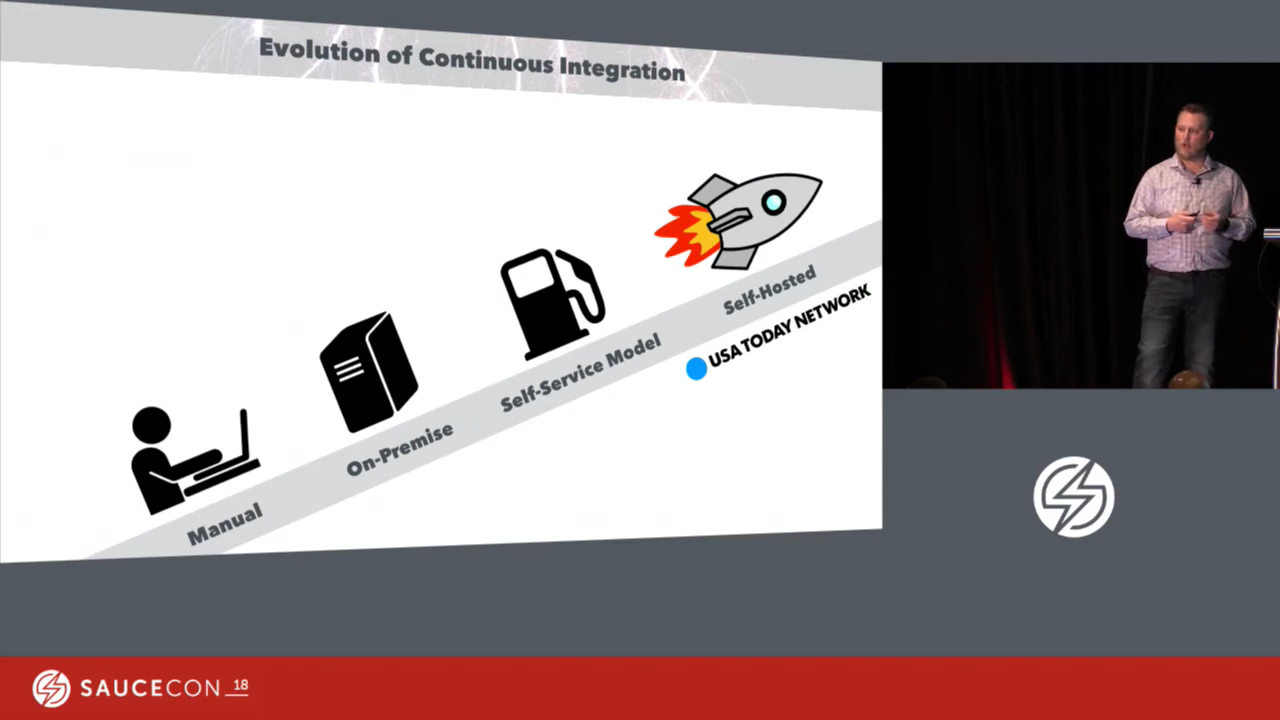 Evolution of Continuous Integration
Manual
On-Premise
Self-Service Model
Self-Hosted
USA TODAY NETWORK
SAUCECON 18